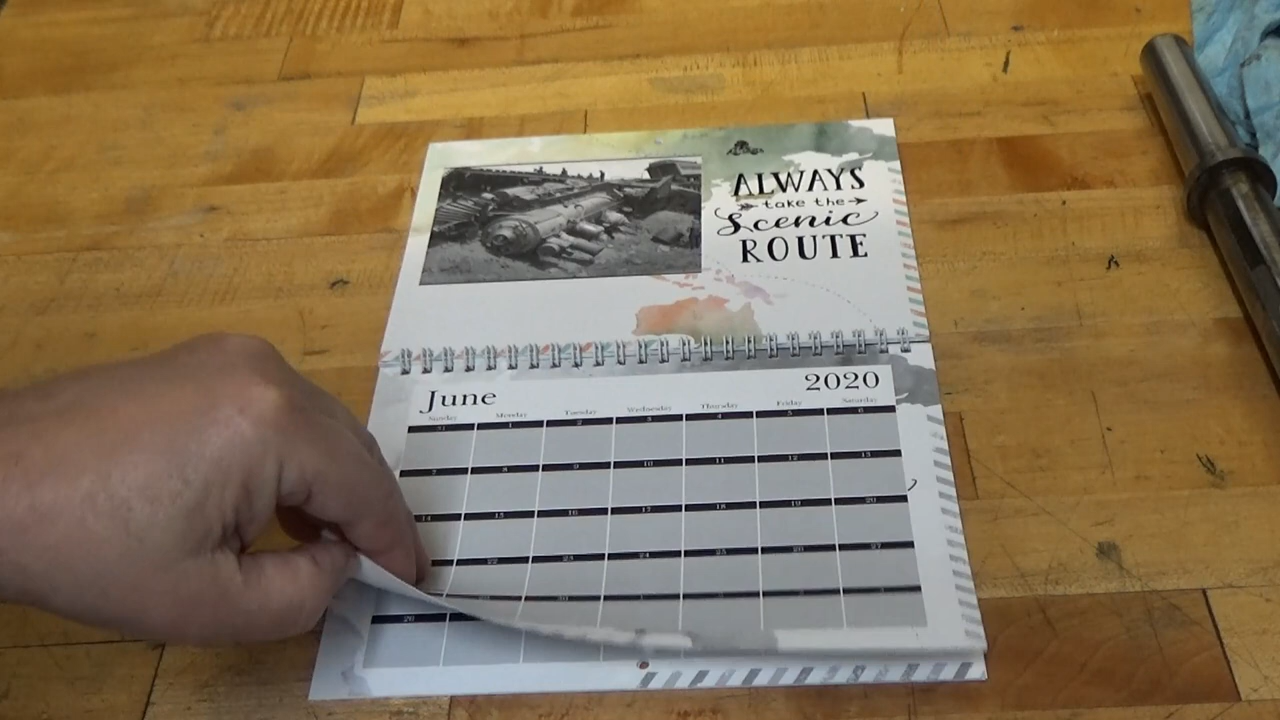 ALWAYS
take the
Scenic
ROUTE
June 2020
Sunday Monday Tuesday Wednesday Thursday Friday Saturday
31 1 2 3 4 5 6
7 8 9 10 11 12 13
14 15 16 17 18 19 20
22 23 24 25 26 27
26